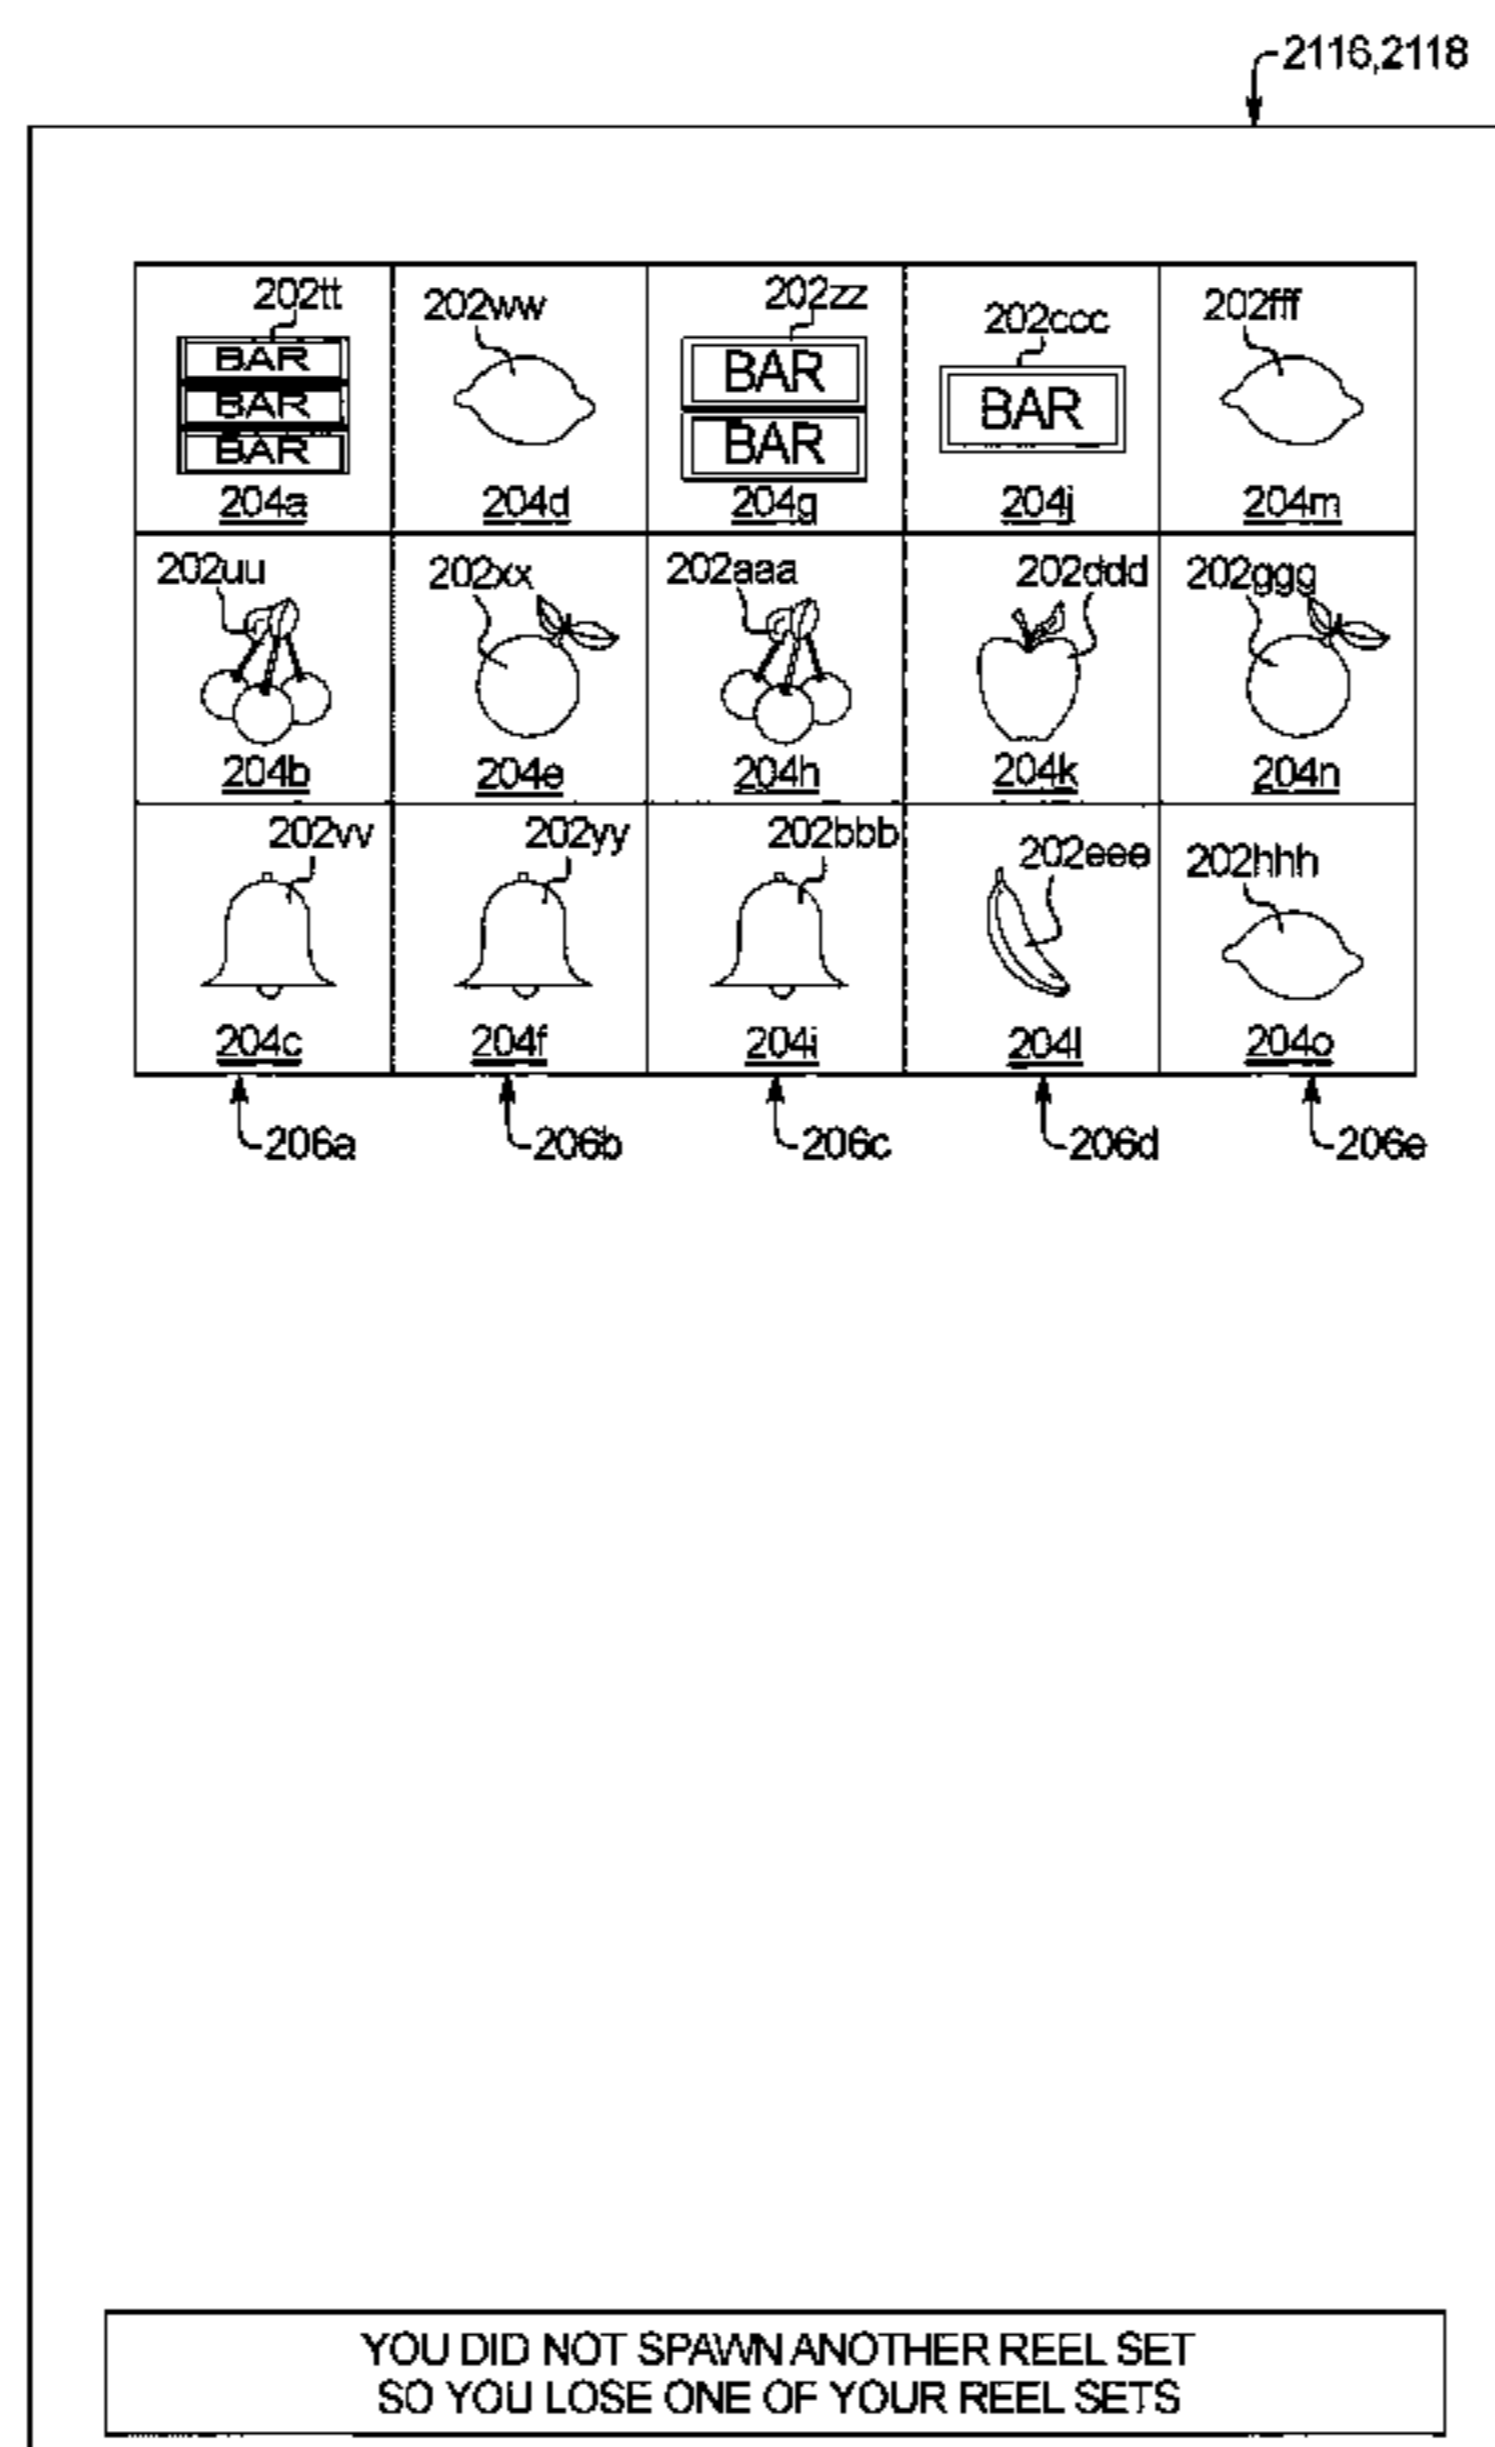 2116,2118
202tt 202ww 202zz 202ccc 202fff
BAR
BAR
BAR
BAR
BAR
BAR
204a 204d 204g 204j 204m
202uu 202xx 202aaa 202ddd 202ggg
204b 204e 204h 204k 204n
202vv 202yy 202bbb 202eee 202hhh
204c 204f 204i 204l 204o
206a 206b 206c 206d 206e
YOU DID NOT SPAWN ANOTHER REEL SET
SO YOU LOSE ONE OF YOUR REEL SETS